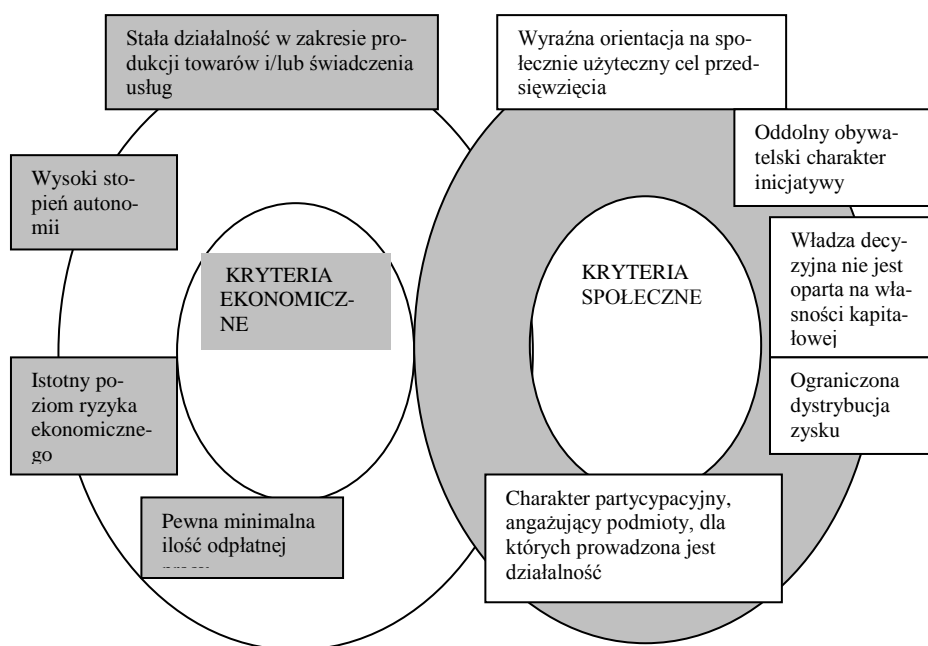 Stała działalność w zakresie pro-
dukcji towarów i/lub świadczenia
usług
Wyraźna orientacja na spo-
łecznie użyteczny cel przed-
sięwzięcia
Oddolny obywa-
telski charakter
inicjatywy
Wysoki sto-
pień autono-
mii
Władza decy-
zyjna nie jest
oparta na wła-
sności kapita-
łowej
KRYTERIA
EKONOMICZ-
NE
KRYTERIA
SPOŁECZNE
Istotny po-
ziom ryzyka
ekonomiczne-
go
Ograniczona
dystrybucja
zysku
Pewna minimalna
ilość odpłatnej
Charakter partycypacyjny,
angażujący podmioty, dla
których prowadzona jest
działalność